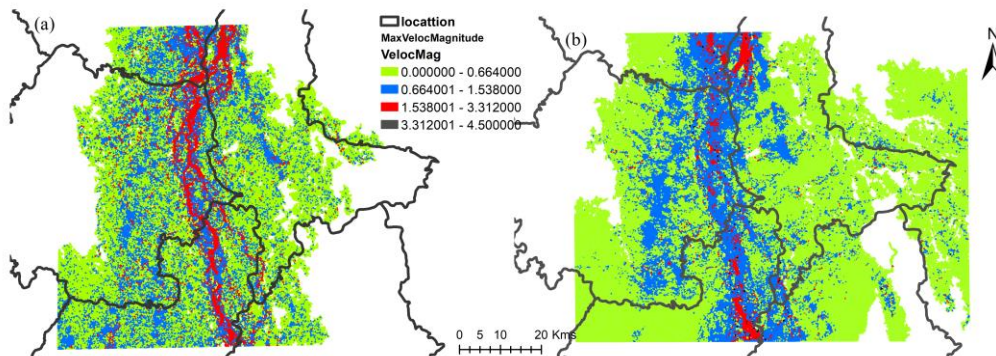 (a)
locattion
MaxVelocMagnitude
VelocMag
0.000000 - 0.664000
0.664001 - 1.538000
1.538001 - 3.312000
3.312001 - 4.500000
(b)
N
0 5 10 20 Kms